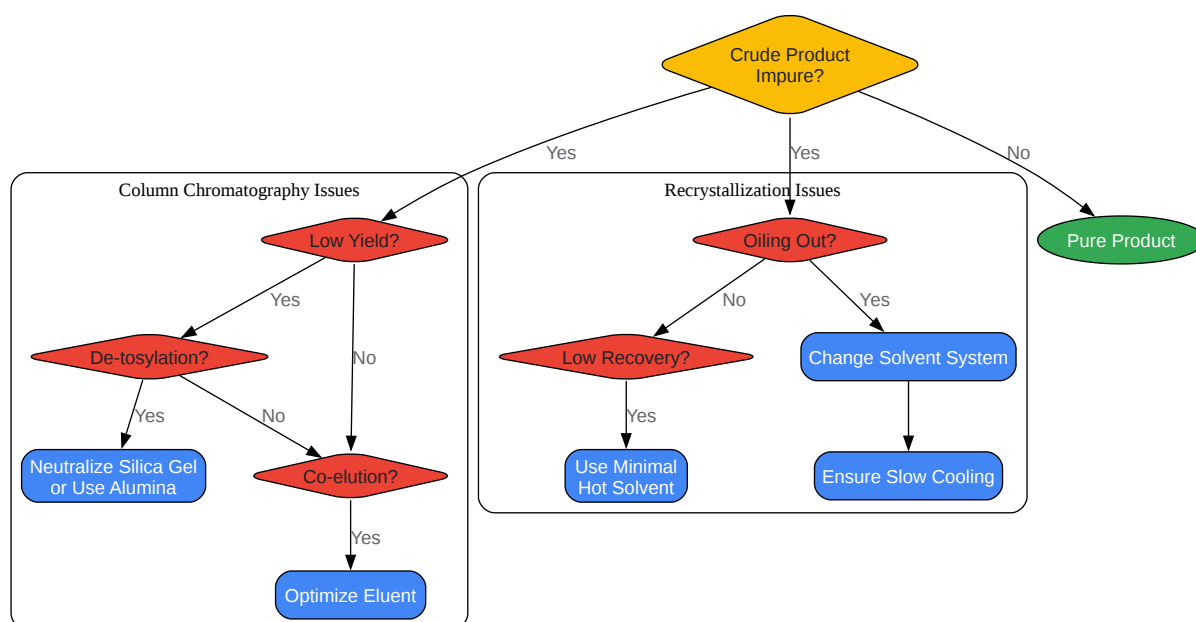 Crude Product
Impure?
Yes
Yes
No
Column Chromatography Issues
Recrystallization Issues
Low Yield?
Oiling Out?
Pure Product
Yes
No
No
Yes
De-tosylation?
Low Recovery?
Change Solvent System
Yes
No
Yes
Neutralize Silica Gel
or Use Alumina
Co-elution?
Use Minimal
Hot Solvent
Ensure Slow Cooling
Yes
Optimize Eluent